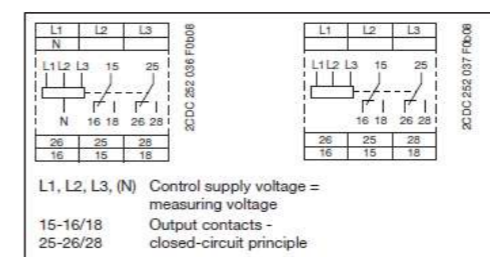 L1 L2 L3
N
L1 L2 L3 15 25
N 16 18 26 28
26 25 28
16 15 18
2CDC 252 036 F0b08
L1 L2 L3
L1 L2 L3 15 25
16 18 26 28
26 25 28
16 15 18
2CDC 252 037 F0b08
L1, L2, L3, (N) Control supply voltage =
measuring voltage
15-16/18 Output contacts -
25-26/28 closed-circuit principle